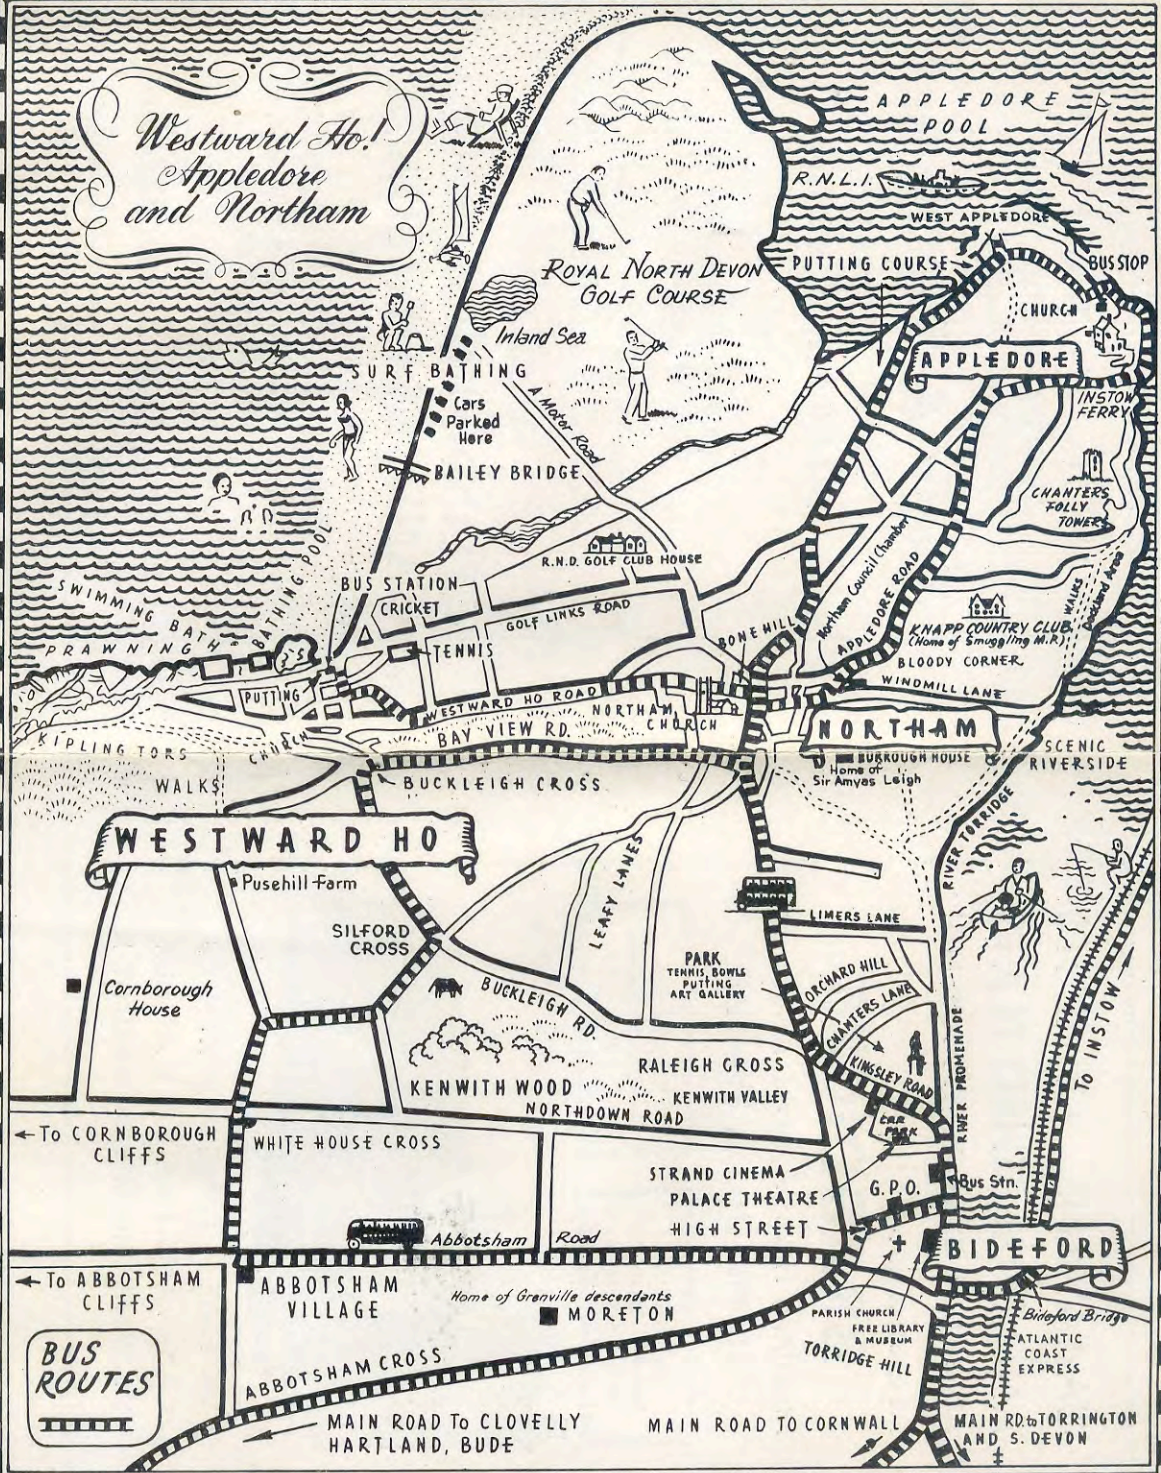 Westward Ho!
Appledore
and Northam
APPLEDORE
POOL
R.N.L.I.
WEST APPLEDORE
PUTTING COURSE
BUS STOP
CHURCH
APPLEDORE
INSTOW
FERRY
ROYAL NORTH DEVON
GOLF COURSE
Inland Sea
SURF BATHING
Cars
Parked
Here
A Motor Road
BAILEY BRIDGE
CHANTERS
FOLLY
TOWERS
R.N.D. GOLF CLUB HOUSE
BUS STATION
CRICKET
GOLF LINKS ROAD
TENNIS
SWIMMING BATH
BATHING POOL
PRAWNING
PUTTING
BONE HILL
Northam Council Chamber
APPLEDORE ROAD
KNAPP COUNTRY CLUB
(Home of Smuggling M.P.)
WALKS
Dockland Area
BLOODY CORNER
WINDMILL LANE
WESTWARD HO ROAD
NORTHAM
CHURCH
BAY VIEW RD.
NORTHAM
BURROUGH HOUSE
Home of
Sir Amyas Leigh
SCENIC
RIVERSIDE
KIPLING TORS
CHURCH
WALKS
BUCKLEIGH CROSS
WESTWARD HO
Pusehill Farm
SILFORD
CROSS
LEAFY LANES
RIVER TORRIDGE
LIMERS LANE
Cornborough
House
BUCKLEIGH RD.
PARK
TENNIS, BOWLS
PUTTING
ART GALLERY
ORCHARD HILL
CHANTERS LANE
KINGSLEY ROAD
RIVER PROMENADE
TO INSTOW
RALEIGH CROSS
KENWITH WOOD
KENWITH VALLEY
NORTHDOWN ROAD
CAR
PARK
TO CORNBOROUGH
CLIFFS
WHITE HOUSE CROSS
STRAND CINEMA
PALACE THEATRE
HIGH STREET
G.P.O.
Bus Stn.
Abbotsham Road
BIDEFORD
TO ABBOTSHAM
CLIFFS
ABBOTSHAM
VILLAGE
Home of Grenville descendants
MORETON
PARISH CHURCH
FREE LIBRARY
& MUSEUM
TORRIDGE HILL
Bideford Bridge
ATLANTIC
COAST
EXPRESS
BUS
ROUTES
ABBOTSHAM CROSS
MAIN ROAD TO CLOVELLY
HARTLAND, BUDE
MAIN ROAD TO CORNWALL
MAIN RD. to TORRINGTON
AND S. DEVON